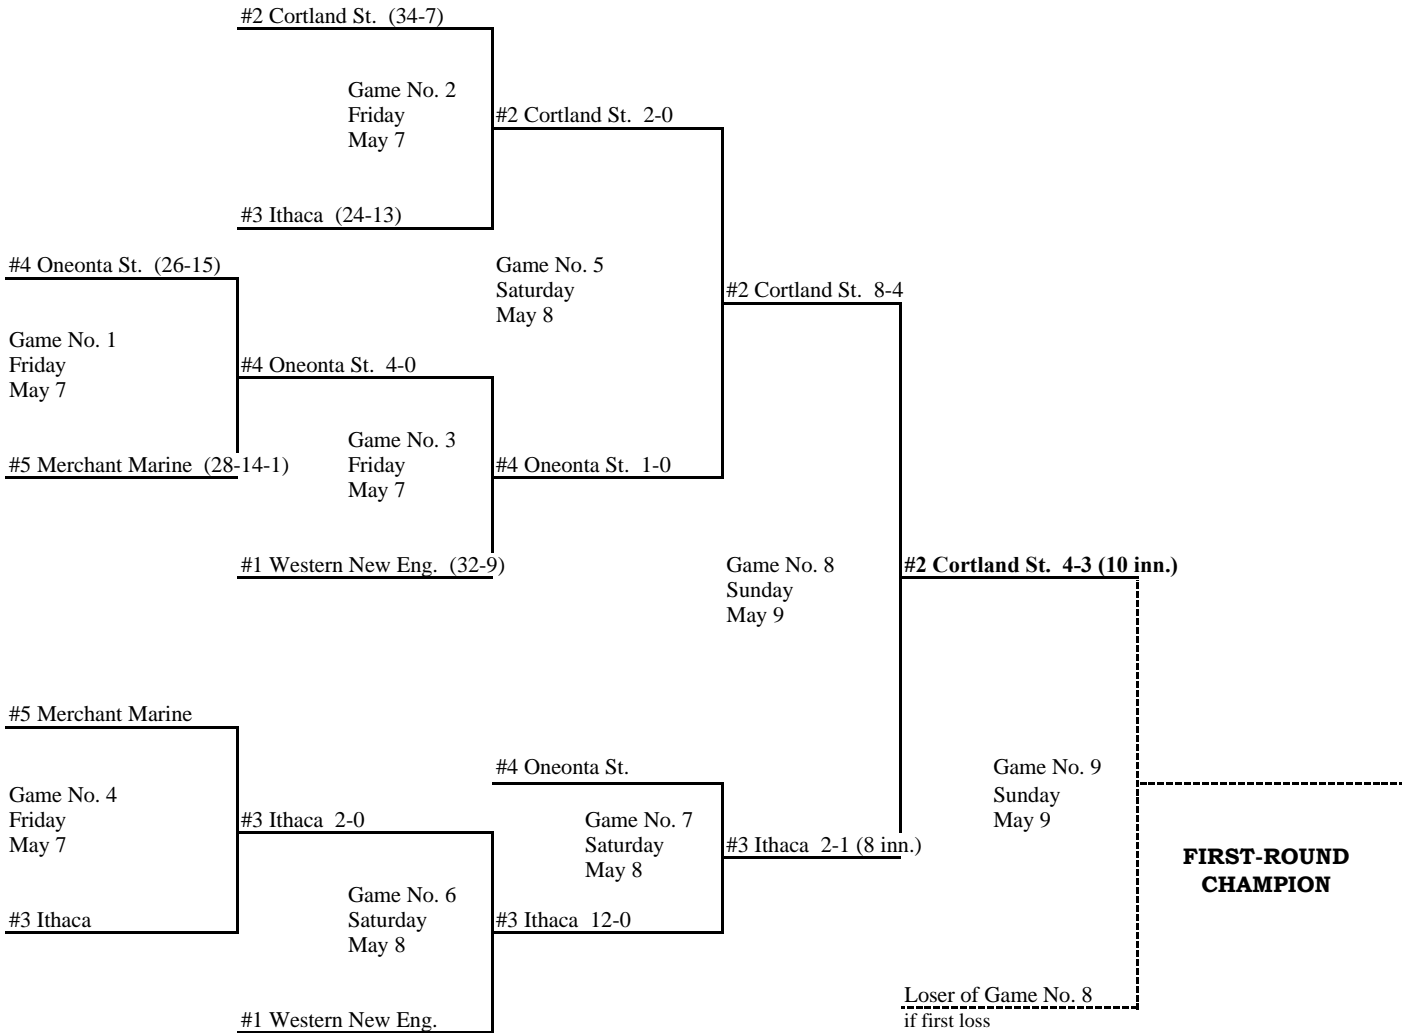 #2 Cortland St.  (34-7)
Game No. 2
Friday
May 7
#2 Cortland St.  2-0
#3 Ithaca  (24-13)
#4 Oneonta St.  (26-15)
Game No. 5
Saturday
May 8
#2 Cortland St.  8-4
Game No. 1
Friday
May 7
#4 Oneonta St.  4-0
Game No. 3
Friday
May 7
#5 Merchant Marine  (28-14-1)
#4 Oneonta St.  1-0
#1 Western New Eng.  (32-9)
Game No. 8
Sunday
May 9
#2 Cortland St.  4-3 (10 inn.)
#5 Merchant Marine
Game No. 4
Friday
May 7
#3 Ithaca  2-0
#4 Oneonta St.
Game No. 7
Saturday
May 8
#3 Ithaca  2-1 (8 inn.)
Game No. 9
Sunday
May 9
FIRST-ROUND
CHAMPION
#3 Ithaca
Game No. 6
Saturday
May 8
#3 Ithaca  12-0
#1 Western New Eng.
Loser of Game No. 8
if first loss